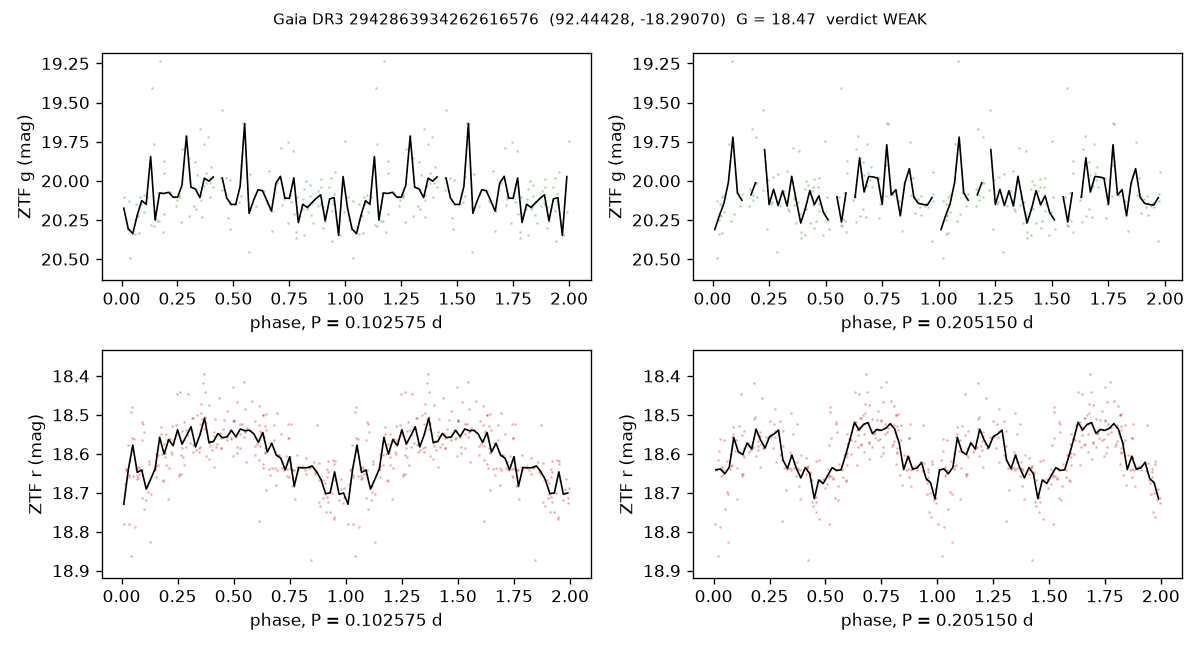 Gaia DR3 2942863934262616576  (92.44428, -18.29070)  G = 18.47  verdict WEAK
ZTF g (mag)
19.25
19.50
19.75
20.00
20.25
20.50
0.00 0.25 0.50 0.75 1.00 1.25 1.50 1.75 2.00
phase, P = 0.102575 d
ZTF g (mag)
19.25
19.50
19.75
20.00
20.25
20.50
0.00 0.25 0.50 0.75 1.00 1.25 1.50 1.75 2.00
phase, P = 0.205150 d
ZTF r (mag)
18.4
18.5
18.6
18.7
18.8
18.9
0.00 0.25 0.50 0.75 1.00 1.25 1.50 1.75 2.00
phase, P = 0.102575 d
ZTF r (mag)
18.4
18.5
18.6
18.7
18.8
18.9
0.00 0.25 0.50 0.75 1.00 1.25 1.50 1.75 2.00
phase, P = 0.205150 d